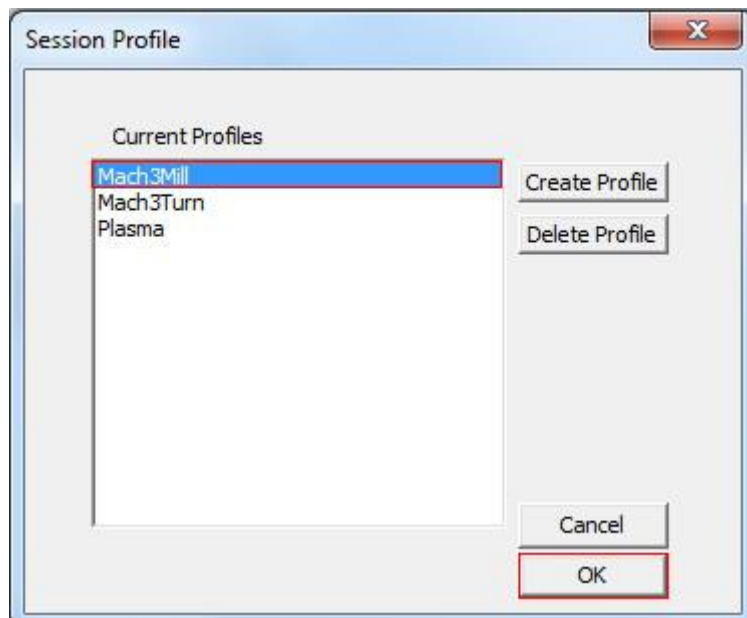 Session Profile
Current Profiles
Mach3Mill
Mach3Turn
Plasma
Create Profile
Delete Profile
Cancel
OK